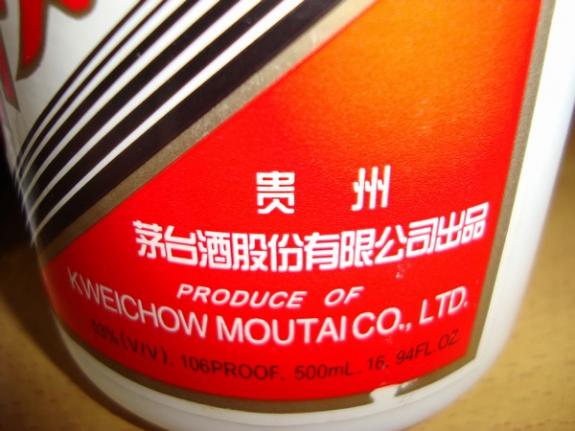 贵 州
茅台酒股份有限公司出品
PRODUCE OF
KWEICHOW MOUTAI CO., LTD.
53% (V/V). 106PROOF. 500mL. 16. 94FL.OZ